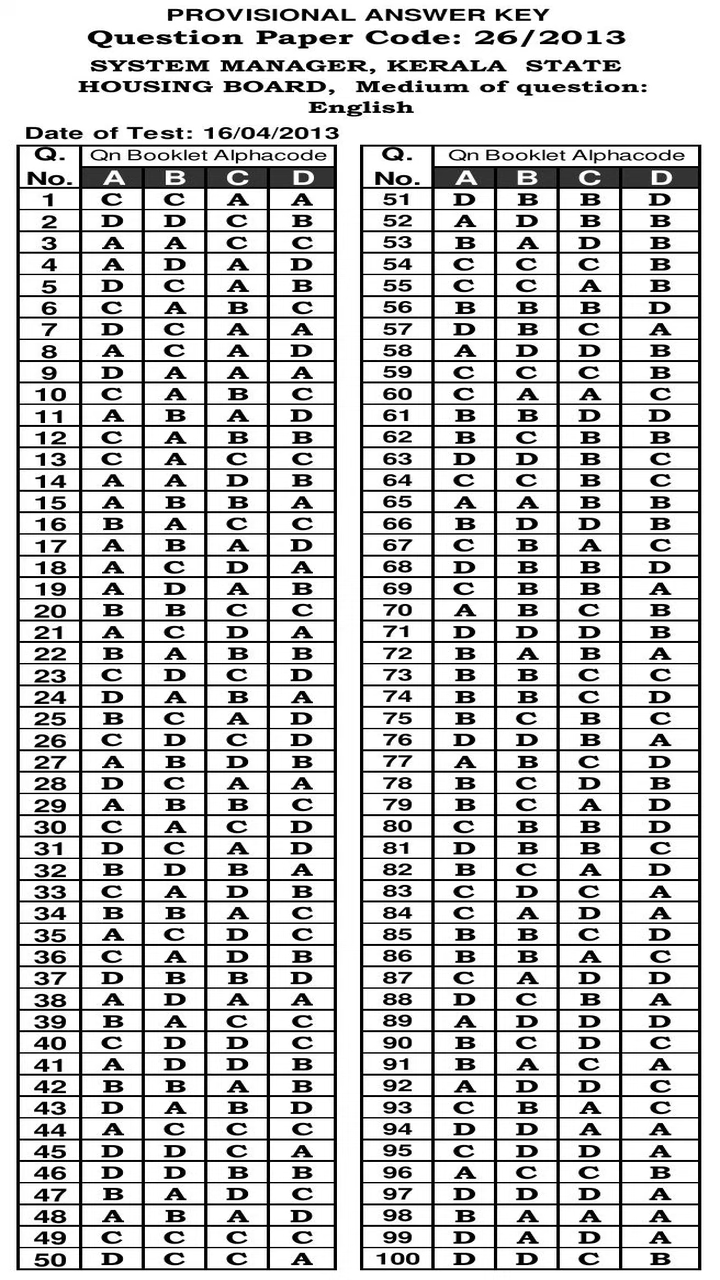 PROVISIONAL ANSWER KEY
Question Paper Code: 26/2013
SYSTEM MANAGER, KERALA STATE
HOUSING BOARD, Medium of question:
English
Date of Test: 16/04/2013
Q. Qn Booklet Alphacode
No. A B C D
1 C C A A
2 D D C B
3 A A C C
4 A D A D
5 D C A B
6 C A B C
7 D C A A
8 A C A D
9 D A A A
10 C A B C
11 A B A D
12 C A B B
13 C A C C
14 A A D B
15 A B B A
16 B A C C
17 A B A D
18 A C D A
19 A D A B
20 B B C C
21 A C D A
22 B A B B
23 C D C D
24 D A B A
25 B C A D
26 C D C D
27 A B D B
28 D C A A
29 A B B C
30 C A C D
31 D C A D
32 B D B A
33 C A D B
34 B B A C
35 A C D C
36 C A D B
37 D B B D
38 A D A A
39 B A C C
40 C D D C
41 A D D B
42 B B A B
43 D A B D
44 A C C C
45 D D C A
46 D D B B
47 B A D C
48 A B A D
49 C C C C
50 D C C A
Q. Qn Booklet Alphacode
No. A B C D
51 D B B D
52 A D B B
53 B A D B
54 C C C B
55 C C A B
56 B B B D
57 D B C A
58 A D D B
59 C C C B
60 C A A C
61 B B D D
62 B C B B
63 D D B C
64 C C B C
65 A A B B
66 B D D B
67 C B A C
68 D B B D
69 C B B A
70 A B C B
71 D D D B
72 B A B A
73 B B C C
74 B B C D
75 B C B C
76 D D B A
77 A B C D
78 B C D B
79 B C A D
80 C B B D
81 D B B C
82 B C A D
83 C D C A
84 C A D A
85 B B C D
86 B B A C
87 C A D D
88 D C B A
89 A D D D
90 B C D C
91 B A C A
92 A D D C
93 C B A C
94 D D A A
95 C D D A
96 A C C B
97 D D D A
98 B A A A
99 D A D A
100 D D C B